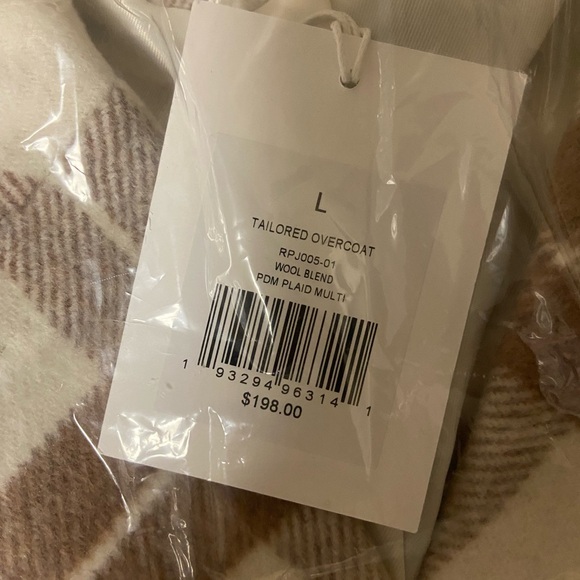 L
TAILORED OVERCOAT
RPJ005-01
WOOL BLEND
PDM PLAID MULTI
1 93294 96314 1
$198.00